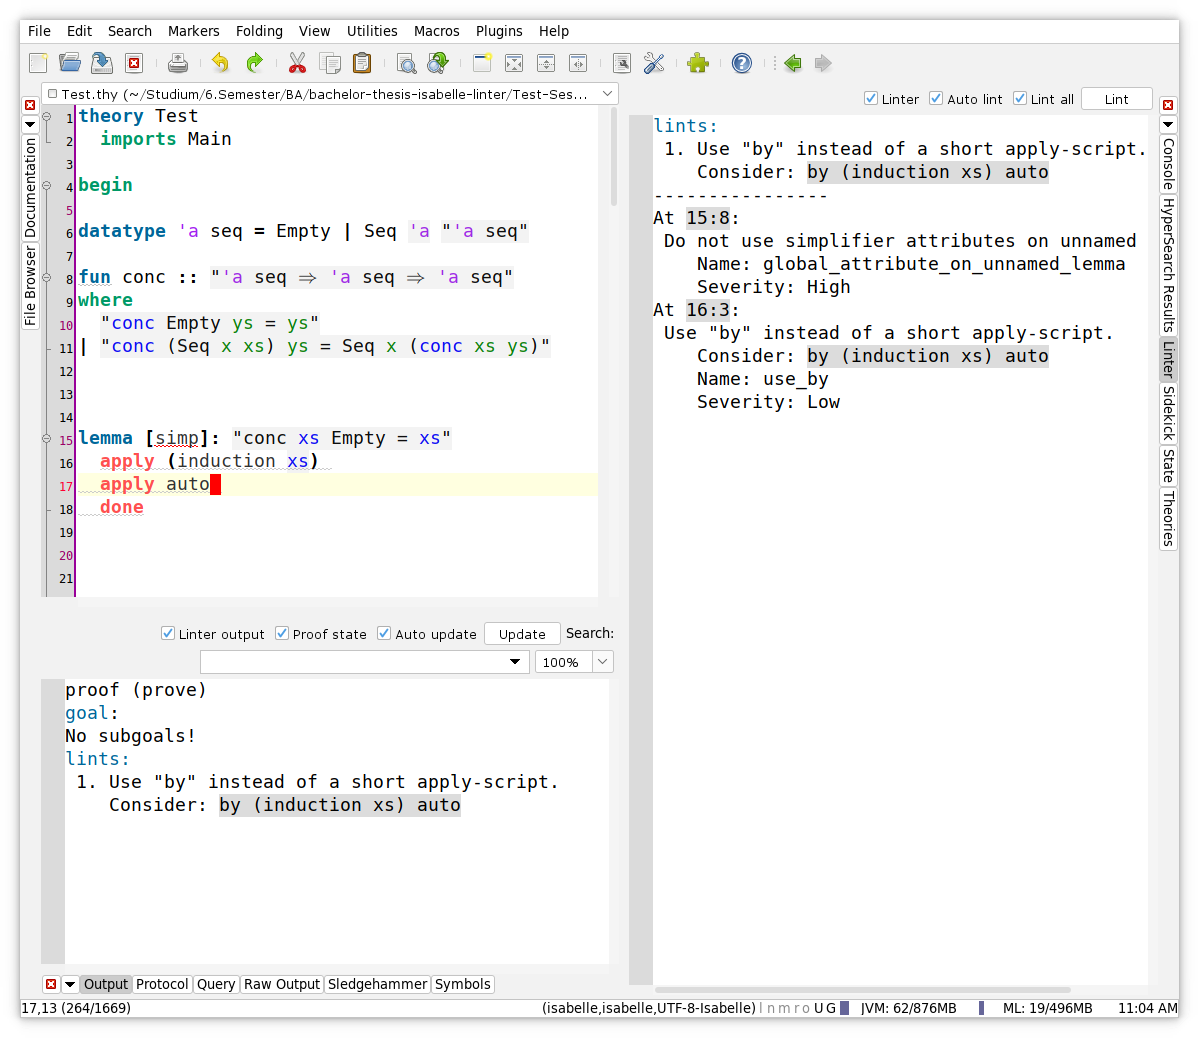 File Edit Search Markers Folding View Utilities Macros Plugins Help
Test.thy (~/Studium/6.Semester/BA/bachelor-thesis-isabelle-linter/Test-Ses...
Documentation
File Browser
1 theory Test
2 imports Main
3
4 begin
5
6 datatype 'a seq = Empty | Seq 'a "'a seq"
7
8 fun conc :: "'a seq ⇒ 'a seq ⇒ 'a seq"
9 where
10 "conc Empty ys = ys"
11 | "conc (Seq x xs) ys = Seq x (conc xs ys)"
12
13
14
15 lemma [simp]: "conc xs Empty = xs"
16 apply (induction xs)
17 apply auto
18 done
19
20
21
Linter output Proof state Auto update Update Search:
100%
proof (prove)
goal:
No subgoals!
lints:
1. Use "by" instead of a short apply-script.
Consider: by (induction xs) auto
Output Protocol Query Raw Output Sledgehammer Symbols
Linter Auto lint Lint all Lint
lints:
1. Use "by" instead of a short apply-script.
Consider: by (induction xs) auto
----------------
At 15:8:
Do not use simplifier attributes on unnamed
Name: global_attribute_on_unnamed_lemma
Severity: High
At 16:3:
Use "by" instead of a short apply-script.
Consider: by (induction xs) auto
Name: use_by
Severity: Low
Console
HyperSearch Results
Linter
Sidekick
State
Theories
17,13 (264/1669) (isabelle,isabelle,UTF-8-Isabelle) l n m r o U G JVM: 62/876MB ML: 19/496MB 11:04 AM